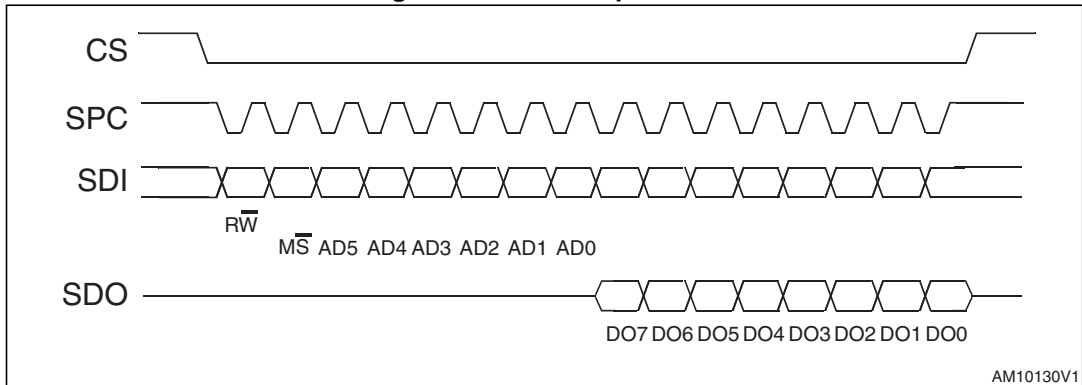 CS
SPC
SDI
RW
MS AD5 AD4 AD3 AD2 AD1 AD0
SDO
DO7 DO6 DO5 DO4 DO3 DO2 DO1 DO0
AM10130V1